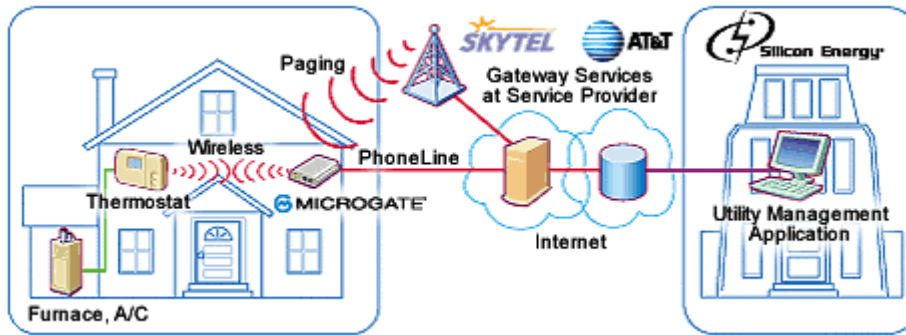 SKYTEL
AT&T
Silicon Energy
Paging
Gateway Services
at Service Provider
Wireless
PhoneLine
Thermostat
MICROGATE
Internet
Utility Management
Application
Furnace, A/C